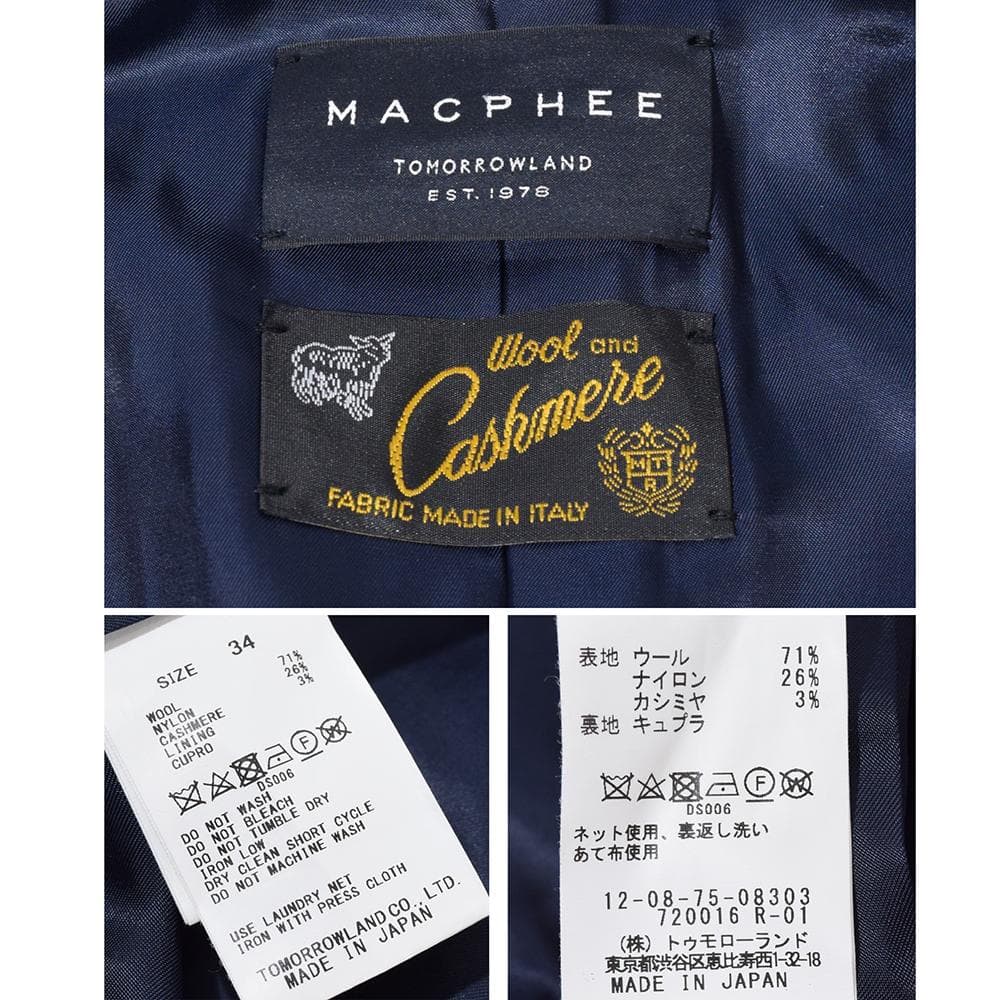 MACPHEE
TOMORROWLAND
EST. 1978
Wool and
Cashmere
MTR
FABRIC MADE IN ITALY
SIZE 34
WOOL 71%
NYLON 26%
CASHMERE 3%
LINING
CUPRO
F
DS006
DO NOT WASH
DO NOT BLEACH
DO NOT TUMBLE DRY
IRON LOW
DRY CLEAN SHORT CYCLE
DO NOT MACHINE WASH
USE LAUNDRY NET
IRON WITH PRESS CLOTH
TOMORROWLAND CO., LTD.
MADE IN JAPAN
表地 ウール 71%
ナイロン 26%
カシミヤ 3%
裏地 キュプラ
F W
DS006
ネット使用、裏返し洗い
あて布使用
12-08-75-08303
720016 R-01
(株) トゥモローランド
東京都渋谷区恵比寿西1-32-18
MADE IN JAPAN